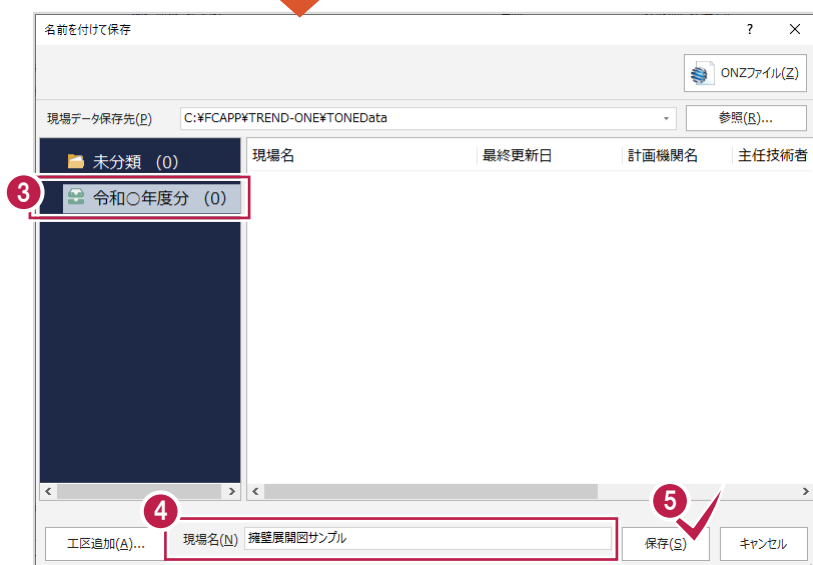 名前を付けて保存 ? ×
ONZファイル(Z)
現場データ保存先(P) C:¥FCAPP¥TREND-ONE¥TONEData 参照(R)...
未分類 (0) 現場名 最終更新日 計画機関名 主任技術者
3 令和○年度分 (0)
4 5
工区追加(A)... 現場名(N) 擁壁展開図サンプル 保存(S) キャンセル